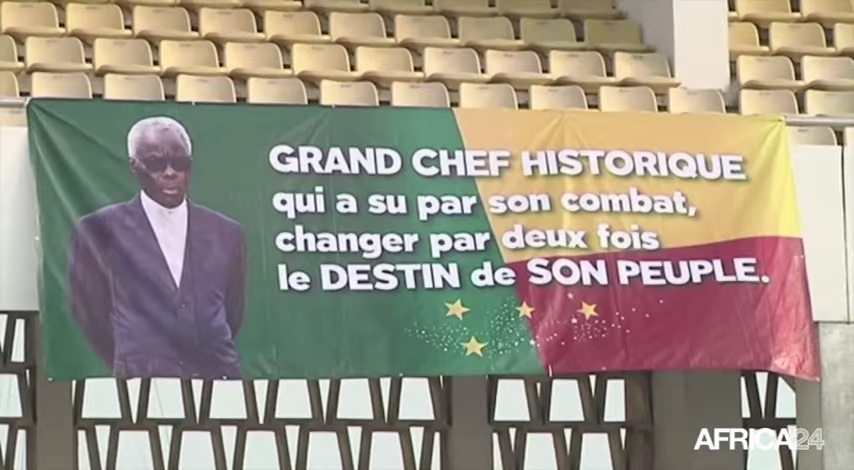 GRAND CHEF HISTORIQUE
qui a su par son combat,
changer par deux fois
le DESTIN de SON PEUPLE.
AFRICA24